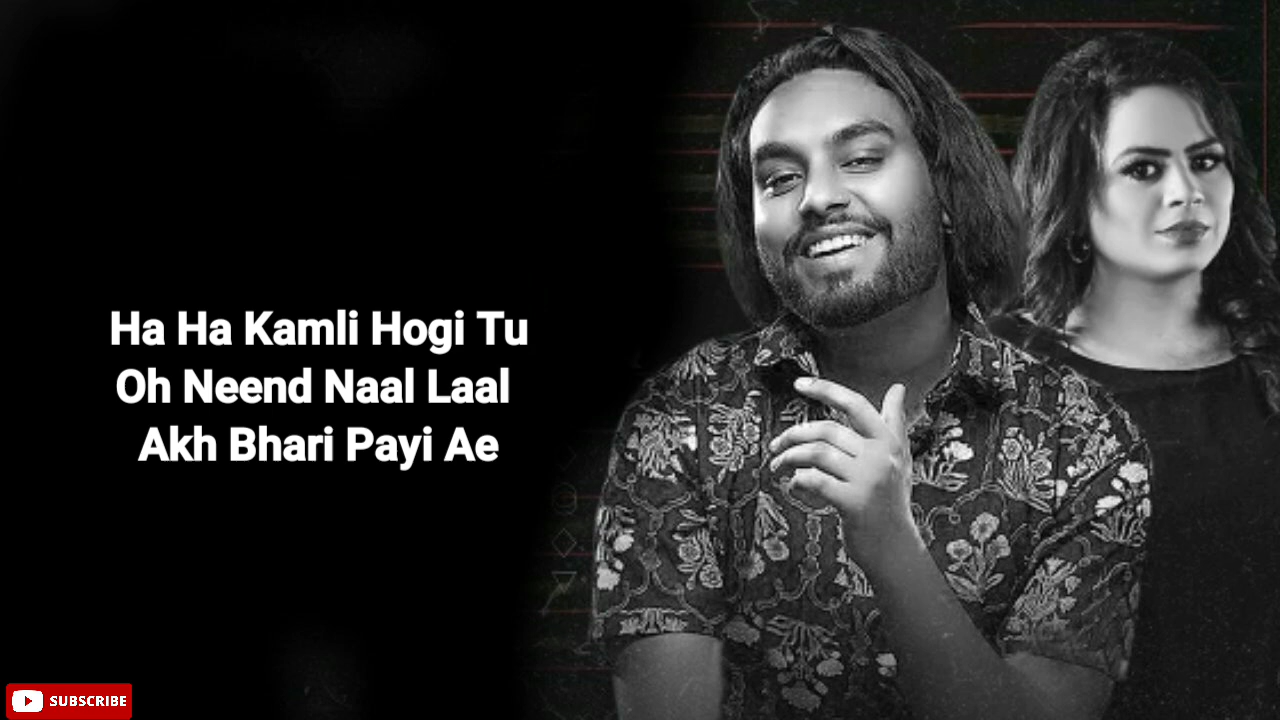 Ha Ha Kamli Hogi Tu
Oh Neend Naal Laal
Akh Bhari Payi Ae
SUBSCRIBE